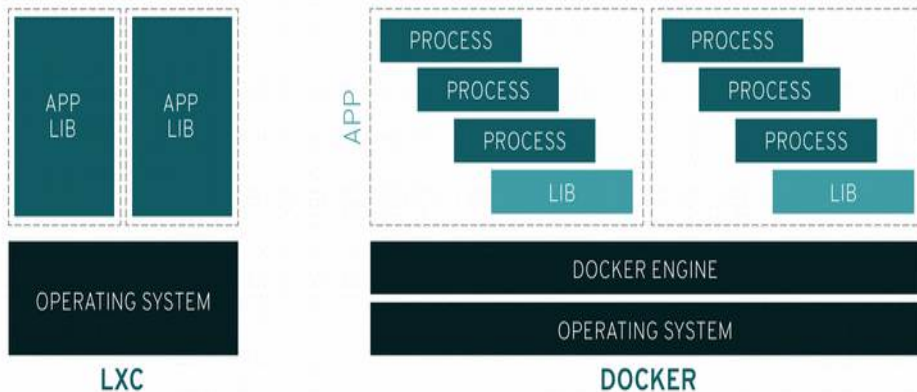 APP
LIB
APP
LIB
OPERATING SYSTEM
LXC
APP
PROCESS
PROCESS
PROCESS
LIB
PROCESS
PROCESS
PROCESS
LIB
DOCKER ENGINE
OPERATING SYSTEM
DOCKER